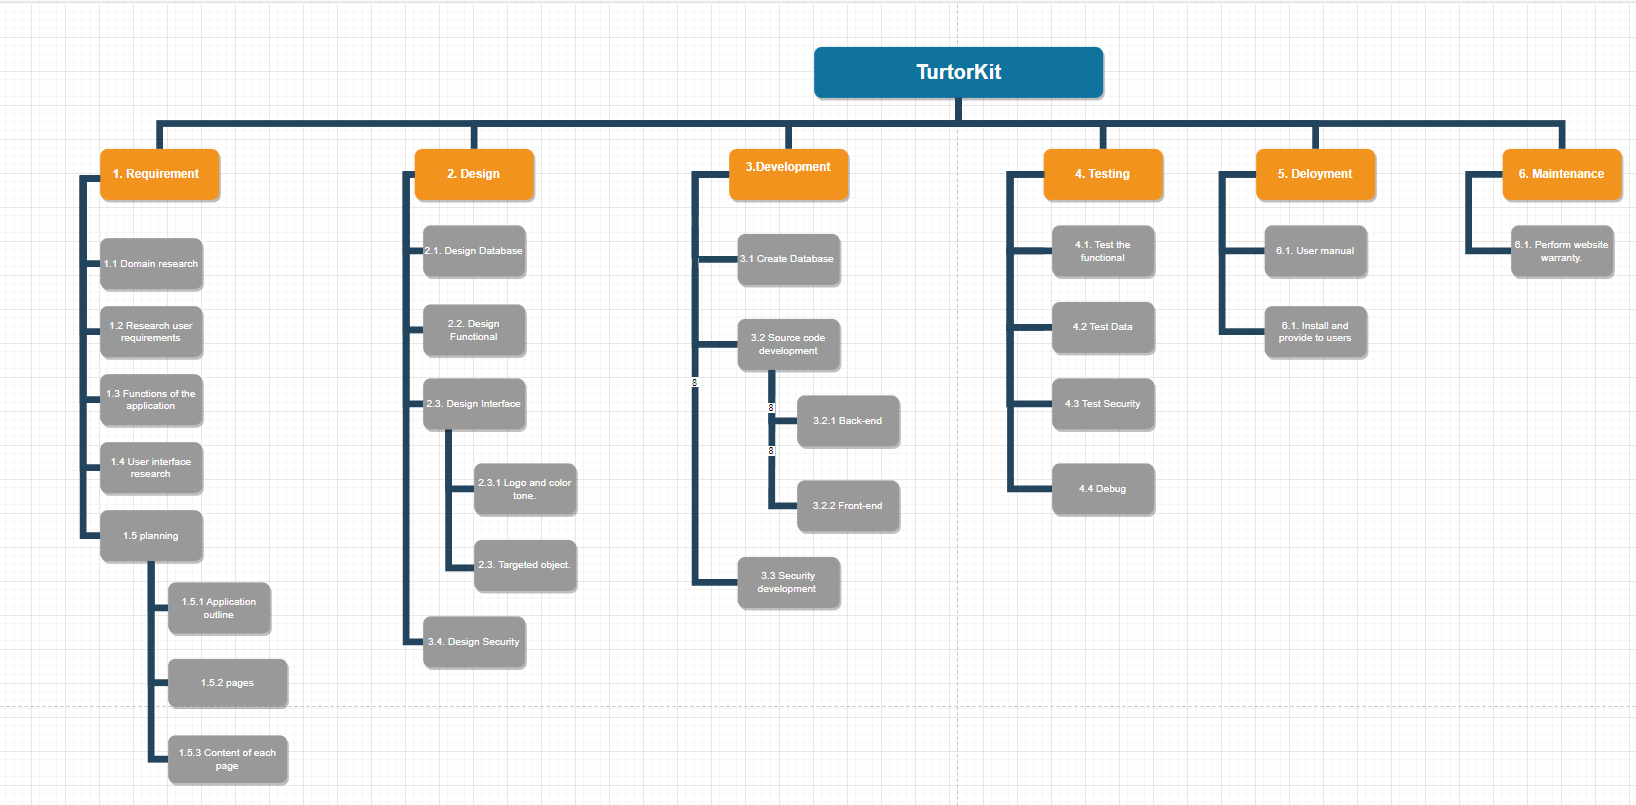 TurtorKit
1. Requirement
2. Design
3.Development
4. Testing
5. Deloyment
6. Maintenance
1.1 Domain research
1.2 Research user
requirements
1.3 Functions of the
application
1.4 User interface
research
1.5 planning
1.5.1 Application
outline
1.5.2 pages
1.5.3 Content of each
page
2.1. Design Database
2.2. Design
Functional
2.3. Design Interface
2.3.1 Logo and color
tone.
2.3. Targeted object.
3.4. Design Security
3.1 Create Database
3.2 Source code
development
8
8
8
3.2.1 Back-end
3.2.2 Front-end
3.3 Security
development
4.1. Test the
functional
4.2 Test Data
4.3 Test Security
4.4 Debug
6.1. User manual
6.1. Install and
provide to users
6.1. Perform website
warranty.